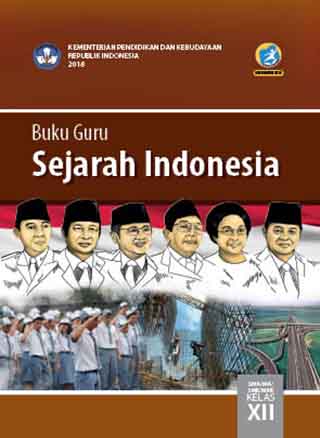 KEMENTERIAN PENDIDIKAN DAN KEBUDAYAAN
REPUBLIK INDONESIA
2018
Buku Guru
Sejarah Indonesia
KELAS
XII